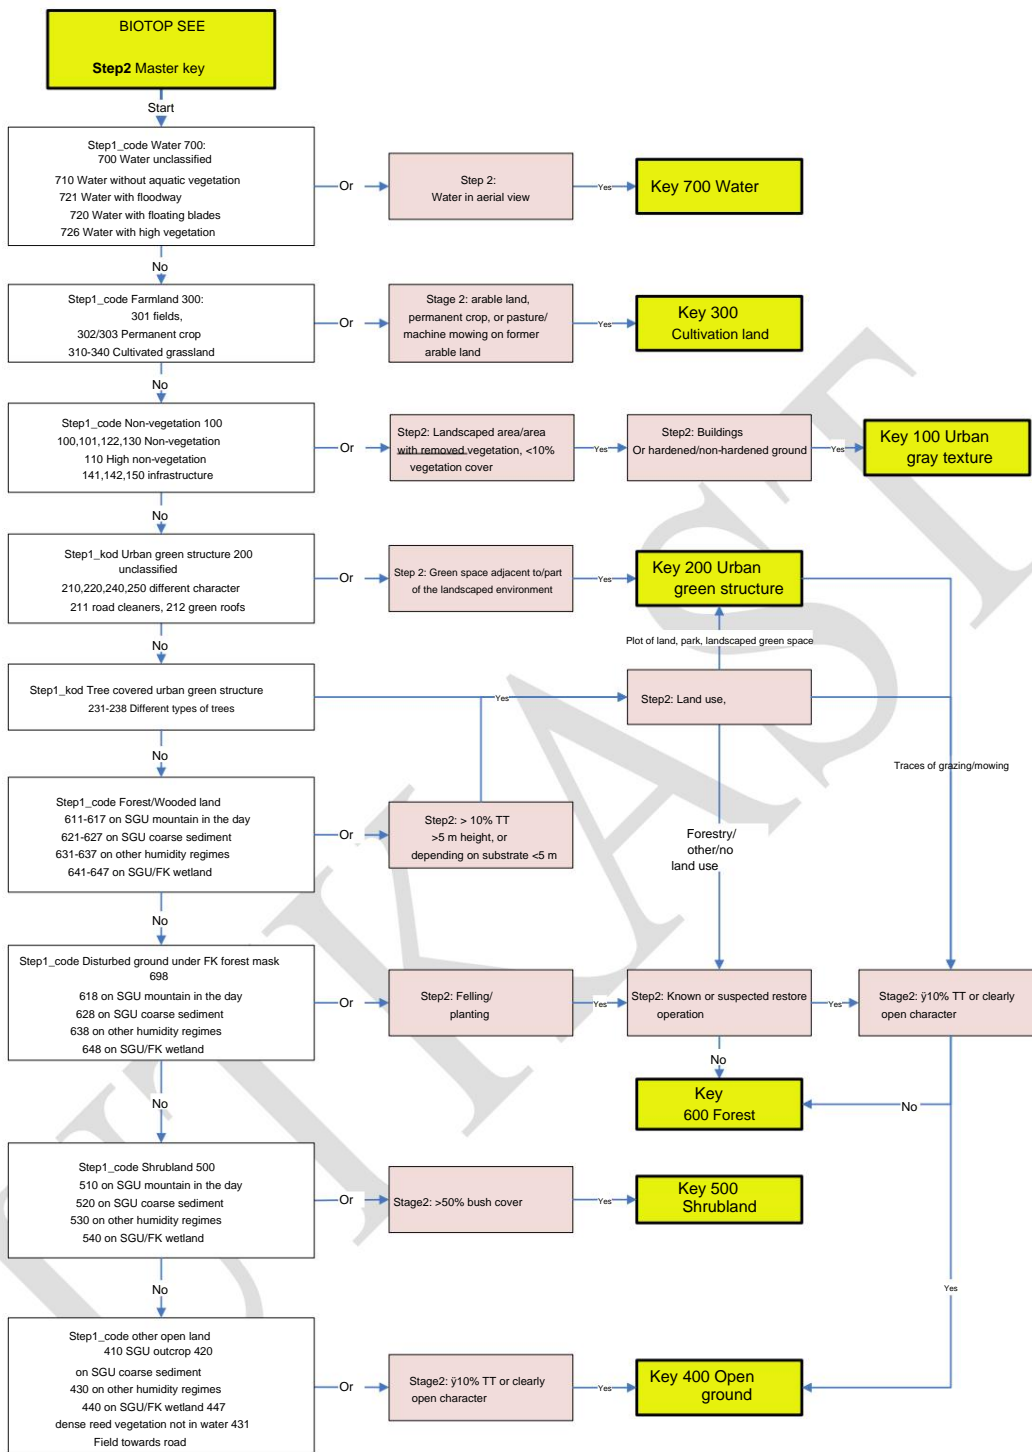 BIOTOP SEE
Step2 Master key
Start
Step1_code Water 700:
700 Water unclassified
710 Water without aquatic vegetation
721 Water with floodway
720 Water with floating blades
726 Water with high vegetation
Or
Step 2:
Water in aerial view
Yes
Key 700 Water
No
Step1_code Farmland 300:
301 fields,
302/303 Permanent crop
310-340 Cultivated grassland
Or
Stage 2: arable land,
permanent crop, or pasture/
machine mowing on former
arable land
Yes
Key 300
Cultivation land
No
Step1_code Non-vegetation 100
100,101,122,130 Non-vegetation
110 High non-vegetation
141,142,150 infrastructure
Or
Step2: Landscaped area/area
with removed vegetation, <10%
vegetation cover
Yes
Step2: Buildings
Or hardened/non-hardened ground
Yes
Key 100 Urban
gray texture
No
Step1_kod Urban green structure 200
unclassified
210,220,240,250 different character
211 road cleaners, 212 green roofs
Or
Step 2: Green space adjacent to/part
of the landscaped environment
Yes
Key 200 Urban
green structure
Plot of land, park, landscaped green space
No
Step1_kod Tree covered urban green structure
231-238 Different types of trees
Yes
Step2: Land use,
Traces of grazing/mowing
No
Step1_code Forest/Wooded land
611-617 on SGU mountain in the day
621-627 on SGU coarse sediment
631-637 on other humidity regimes
641-647 on SGU/FK wetland
Or
Step2: > 10% TT
>5 m height, or
depending on substrate <5 m
Forestry/
other/no
land use
No
Step1_code Disturbed ground under FK forest mask
698
618 on SGU mountain in the day
628 on SGU coarse sediment
638 on other humidity regimes
648 on SGU/FK wetland
Or
Step2: Felling/
planting
Yes
Step2: Known or suspected restore
operation
Yes
Stage2: ÿ10% TT or clearly
open character
No
Key
600 Forest
No
No
Step1_code Shrubland 500
510 on SGU mountain in the day
520 on SGU coarse sediment
530 on other humidity regimes
540 on SGU/FK wetland
Or
Stage2: >50% bush cover
Yes
Key 500
Shrubland
Yes
No
Step1_code other open land
410 SGU outcrop 420
on SGU coarse sediment
430 on other humidity regimes
440 on SGU/FK wetland 447
dense reed vegetation not in water 431
Field towards road
Or
Stage2: ÿ10% TT or clearly
open character
Yes
Key 400 Open
ground
UTKAST